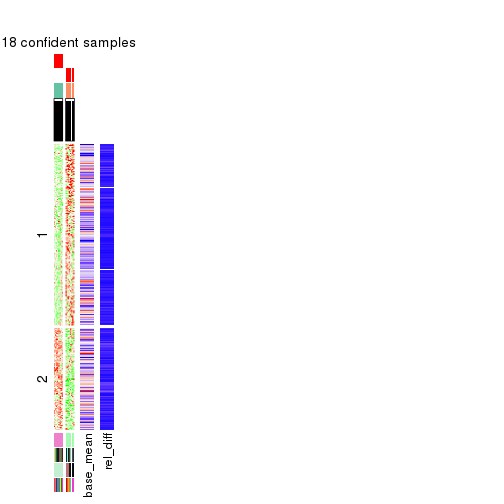 18 confident samples
1
2
base_mean
rel_diff